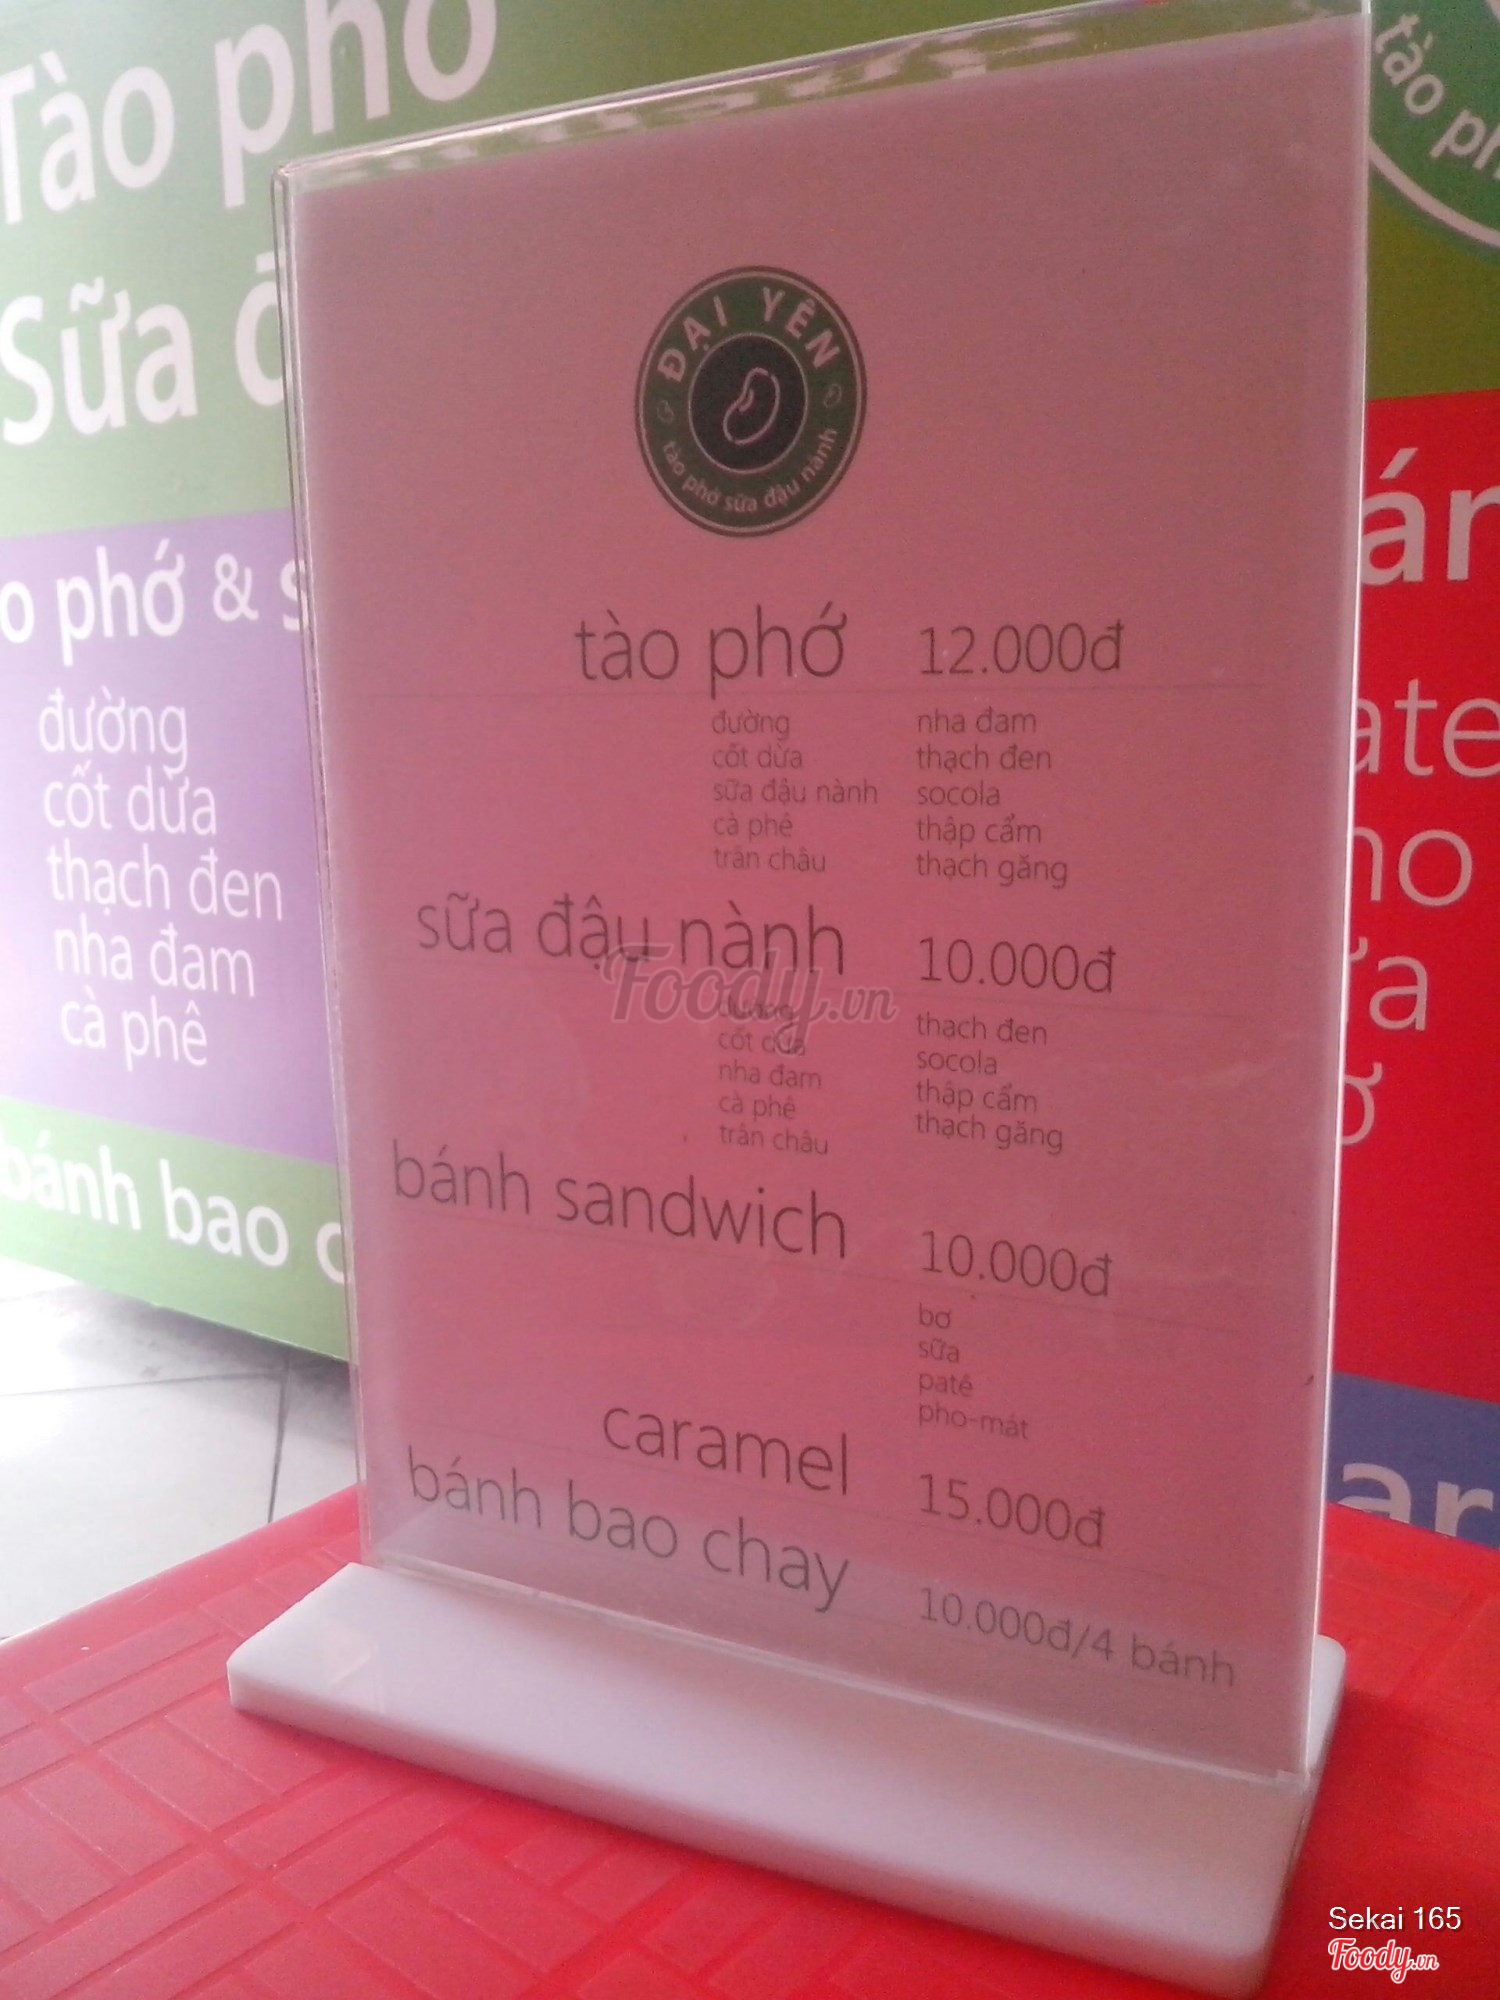 Tào phớ
Sữa
o phớ &
đường
cốt dừa
thạch đen
nha đam
cà phê
bánh bao
ĐẠI YÊN
tào phớ sữa đậu nành
tào phớ 12.000đ
đường nha đam
cốt dừa thạch đen
sữa đậu nành socola
cà phê thập cẩm
trân châu thạch găng
sữa đậu nành 10.000đ
đường thạch đen
cốt dừa socola
nha đam thập cẩm
cà phê thạch găng
trân châu
bánh sandwich 10.000đ
bơ
sữa
patê
pho-mát
caramel 15.000đ
bánh bao chay 10.000đ/4 bánh
tào ph
án
ate
ho
ữa
ơ
ar
Foody.vn
Sekai 165
Foody.vn